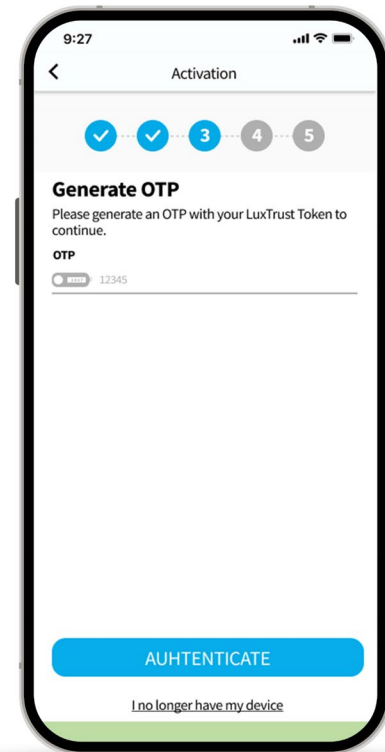 9:27
Activation
3 4 5
Generate OTP
Please generate an OTP with your LuxTrust Token to
continue.
OTP
12345
AUHTENTICATE
I no longer have my device